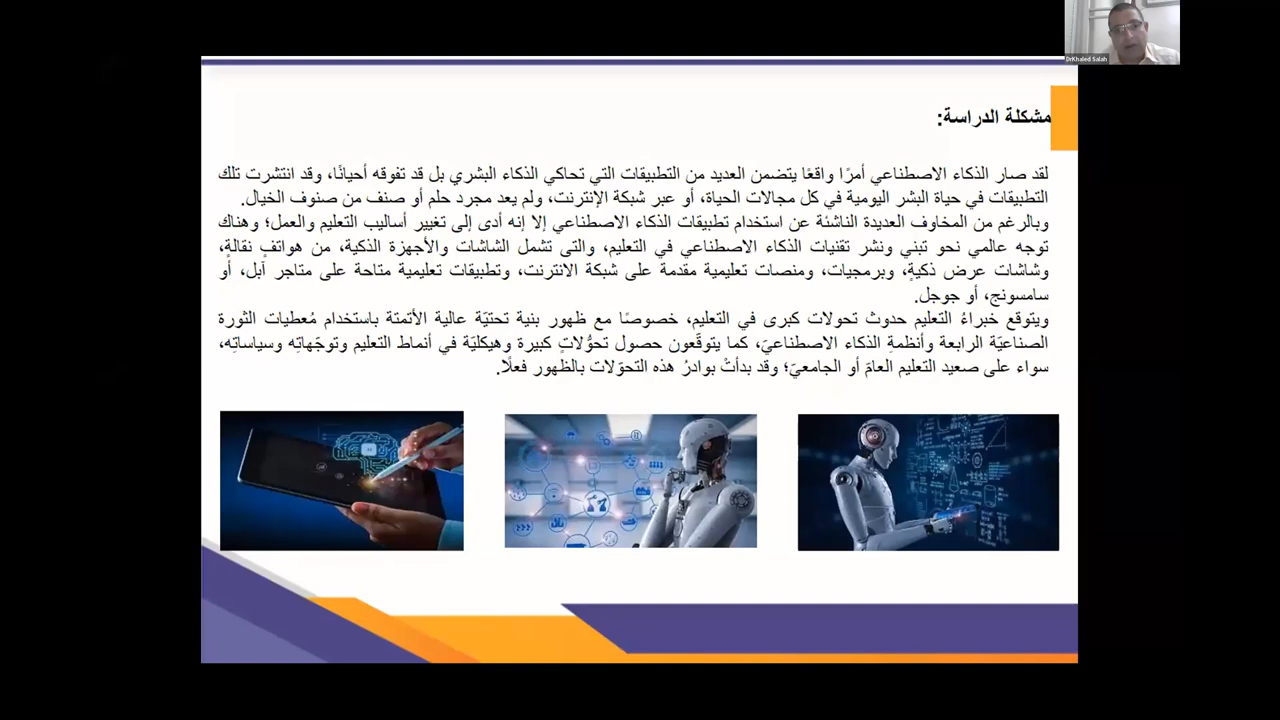 DrKhaled Salah
مشكلة الدراسة:
لقد صار الذكاء الاصطناعي أمرًا واقعًا يتضمن العديد من التطبيقات التي تحاكي الذكاء البشري بل قد تفوقه أحيانًا، وقد انتشرت تلك
التطبيقات في حياة البشر اليومية في كل مجالات الحياة، أو عبر شبكة الإنترنت، ولم يعد مجرد حلم أو صنف من صنوف الخيال.
وبالرغم من المخاوف العديدة الناشئة عن استخدام تطبيقات الذكاء الاصطناعي إلا إنه أدى إلى تغيير أساليب التعليم والعمل؛ وهناك
توجه عالمي نحو تبني ونشر تقنيات الذكاء الاصطناعي في التعليم، والتى تشمل الشاشات والأجهزة الذكية، من هواتفٍ نقالةٍ،
وشاشات عرض ذكيةٍ، وبرمجيات، ومنصات تعليمية مقدمة على شبكة الانترنت، وتطبيقات تعليمية متاحة على متاجر أبل، أو
سامسونج، أو جوجل.
ويتوقع خبراءُ التعليم حدوث تحولات كبرى في التعليم، خصوصًا مع ظهور بنية تحتيّة عالية الأتمتة باستخدام مُعطيات الثورة
الصناعيّة الرابعة وأنظمةِ الذكاء الاصطناعيّ، كما يتوقّعون حصول تحوُّلاتٍ كبيرة وهيكليّة في أنماط التعليم وتوجّهاتِه وسياساتِه،
سواء على صعيد التعليم العامّ أو الجامعيّ؛ وقد بدأتْ بوادرُ هذه التحوّلات بالظهور فعلًا.